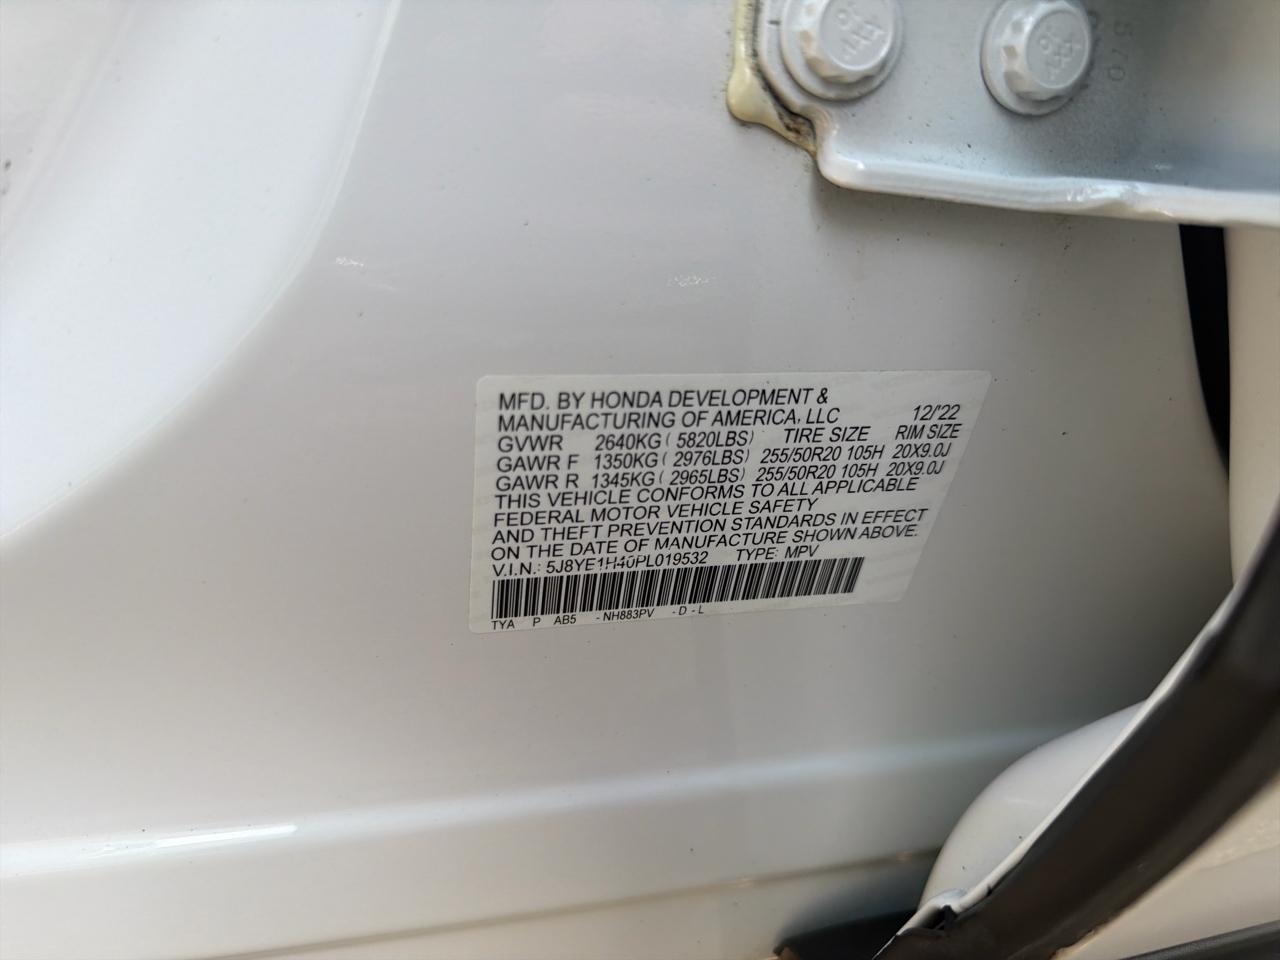 570
MFD. BY HONDA DEVELOPMENT &
MANUFACTURING OF AMERICA, LLC 12/'22
GVWR 2640KG ( 5820LBS) TIRE SIZE RIM SIZE
GAWR F 1350KG ( 2976LBS) 255/50R20 105H 20X9.0J
GAWR R 1345KG ( 2965LBS) 255/50R20 105H 20X9.0J
THIS VEHICLE CONFORMS TO ALL APPLICABLE
FEDERAL MOTOR VEHICLE SAFETY
AND THEFT PREVENTION STANDARDS IN EFFECT
ON THE DATE OF MANUFACTURE SHOWN ABOVE.
V.I.N.: 5J8YE1H40PL019532 TYPE: MPV
TYA P AB5 - NH883PV - D - L